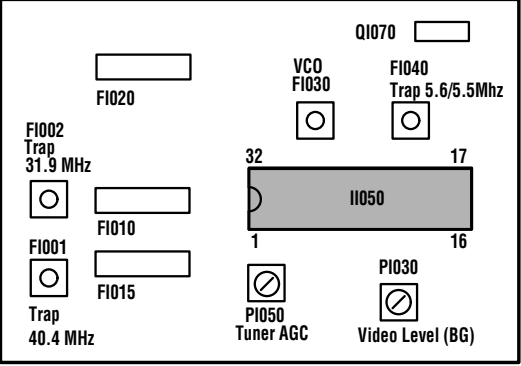 QI070
VCO
FI030
FI040
Trap 5.6/5.5Mhz
FI020
FI002
Trap
31.9 MHz
32
17
II050
1
16
FI010
FI001
Trap
40.4 MHz
FI015
PI050
Tuner AGC
PI030
Video Level (BG)